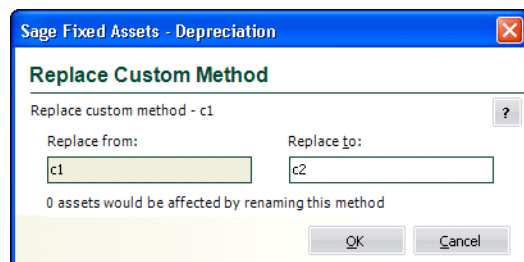 Sage Fixed Assets - Depreciation
Replace Custom Method
Replace custom method - c1
?
Replace from: Replace to:
c1 c2
0 assets would be affected by renaming this method
OK Cancel